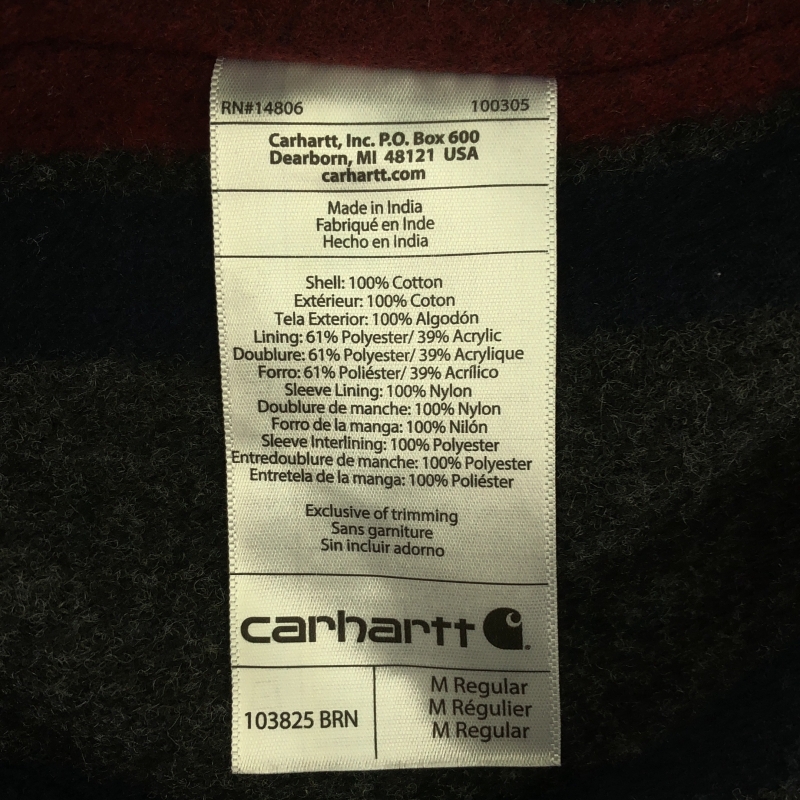 RN#14806 100305
Carhartt, Inc. P.O. Box 600
Dearborn, MI 48121 USA
carhartt.com
Made in India
Fabriqué en Inde
Hecho en India
Shell: 100% Cotton
Extérieur: 100% Coton
Tela Exterior: 100% Algodón
Lining: 61% Polyester/ 39% Acrylic
Doublure: 61% Polyester/ 39% Acrylique
Forro: 61% Poliéster/ 39% Acrílico
Sleeve Lining: 100% Nylon
Doublure de manche: 100% Nylon
Forro de la manga: 100% Nilón
Sleeve Interlining: 100% Polyester
Entredoublure de manche: 100% Polyester
Entretela de la manga: 100% Poliéster
Exclusive of trimming
Sans garniture
Sin incluir adorno
carhartt
103825 BRN
M Regular
M Régulier
M Regular